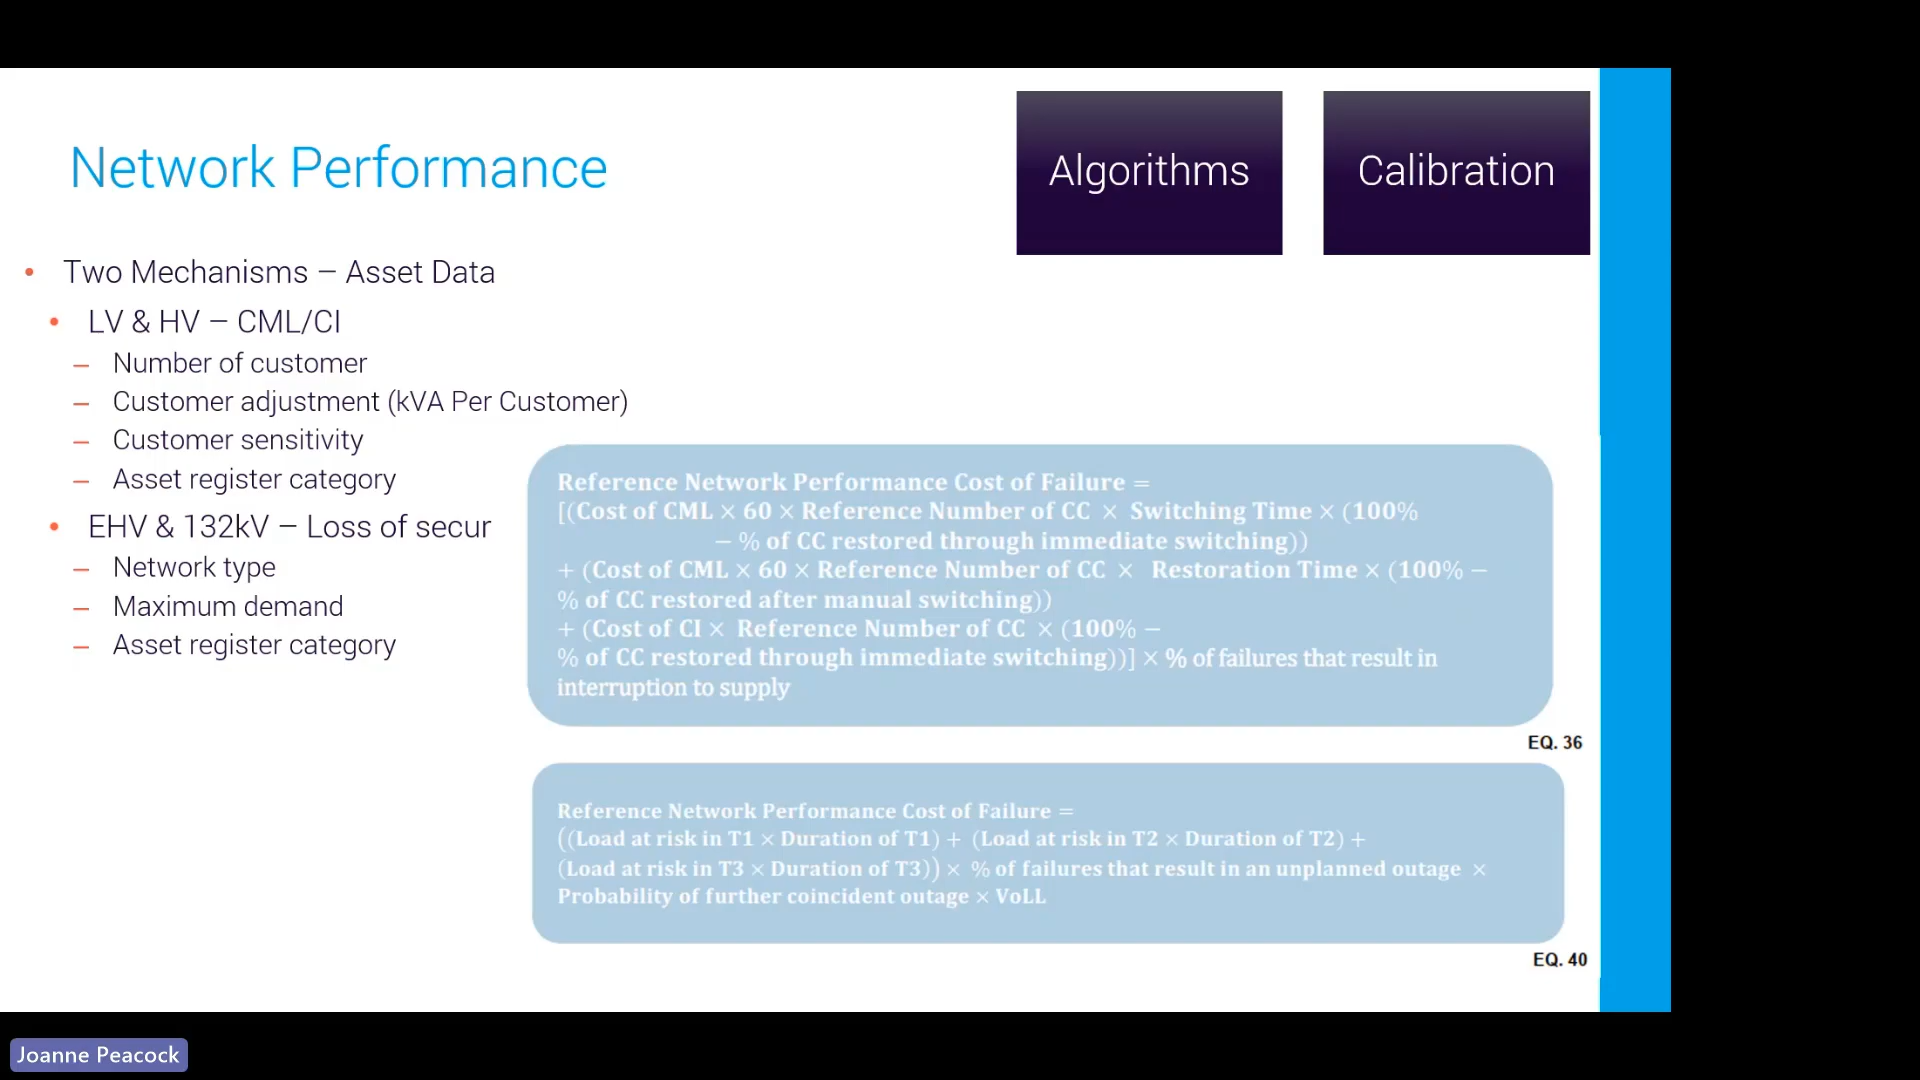 Network Performance
Algorithms
Calibration
• Two Mechanisms – Asset Data
• LV & HV – CML/CI
– Number of customer
– Customer adjustment (kVA Per Customer)
– Customer sensitivity
– Asset register category
• EHV & 132kV – Loss of secur
– Network type
– Maximum demand
– Asset register category
Reference Network Performance Cost of Failure =
[(Cost of CML × 60 × Reference Number of CC × Switching Time × (100%
− % of CC restored through immediate switching))
+ (Cost of CML × 60 × Reference Number of CC × Restoration Time × (100% −
% of CC restored after manual switching))
+ (Cost of CI × Reference Number of CC × (100% −
% of CC restored through immediate switching))] × % of failures that result in
interruption to supply
EQ. 36
Reference Network Performance Cost of Failure =
((Load at risk in T1 × Duration of T1) + (Load at risk in T2 × Duration of T2) +
(Load at risk in T3 × Duration of T3)) × % of failures that result in an unplanned outage ×
Probability of further coincident outage × VoLL
EQ. 40
Joanne Peacock